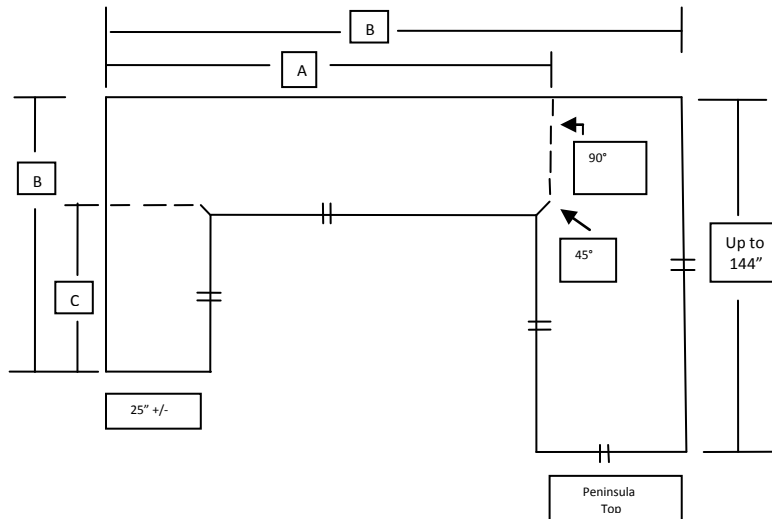 B
A
B
90°
45°
Up to
144”
C
25” +/-
Peninsula
Top